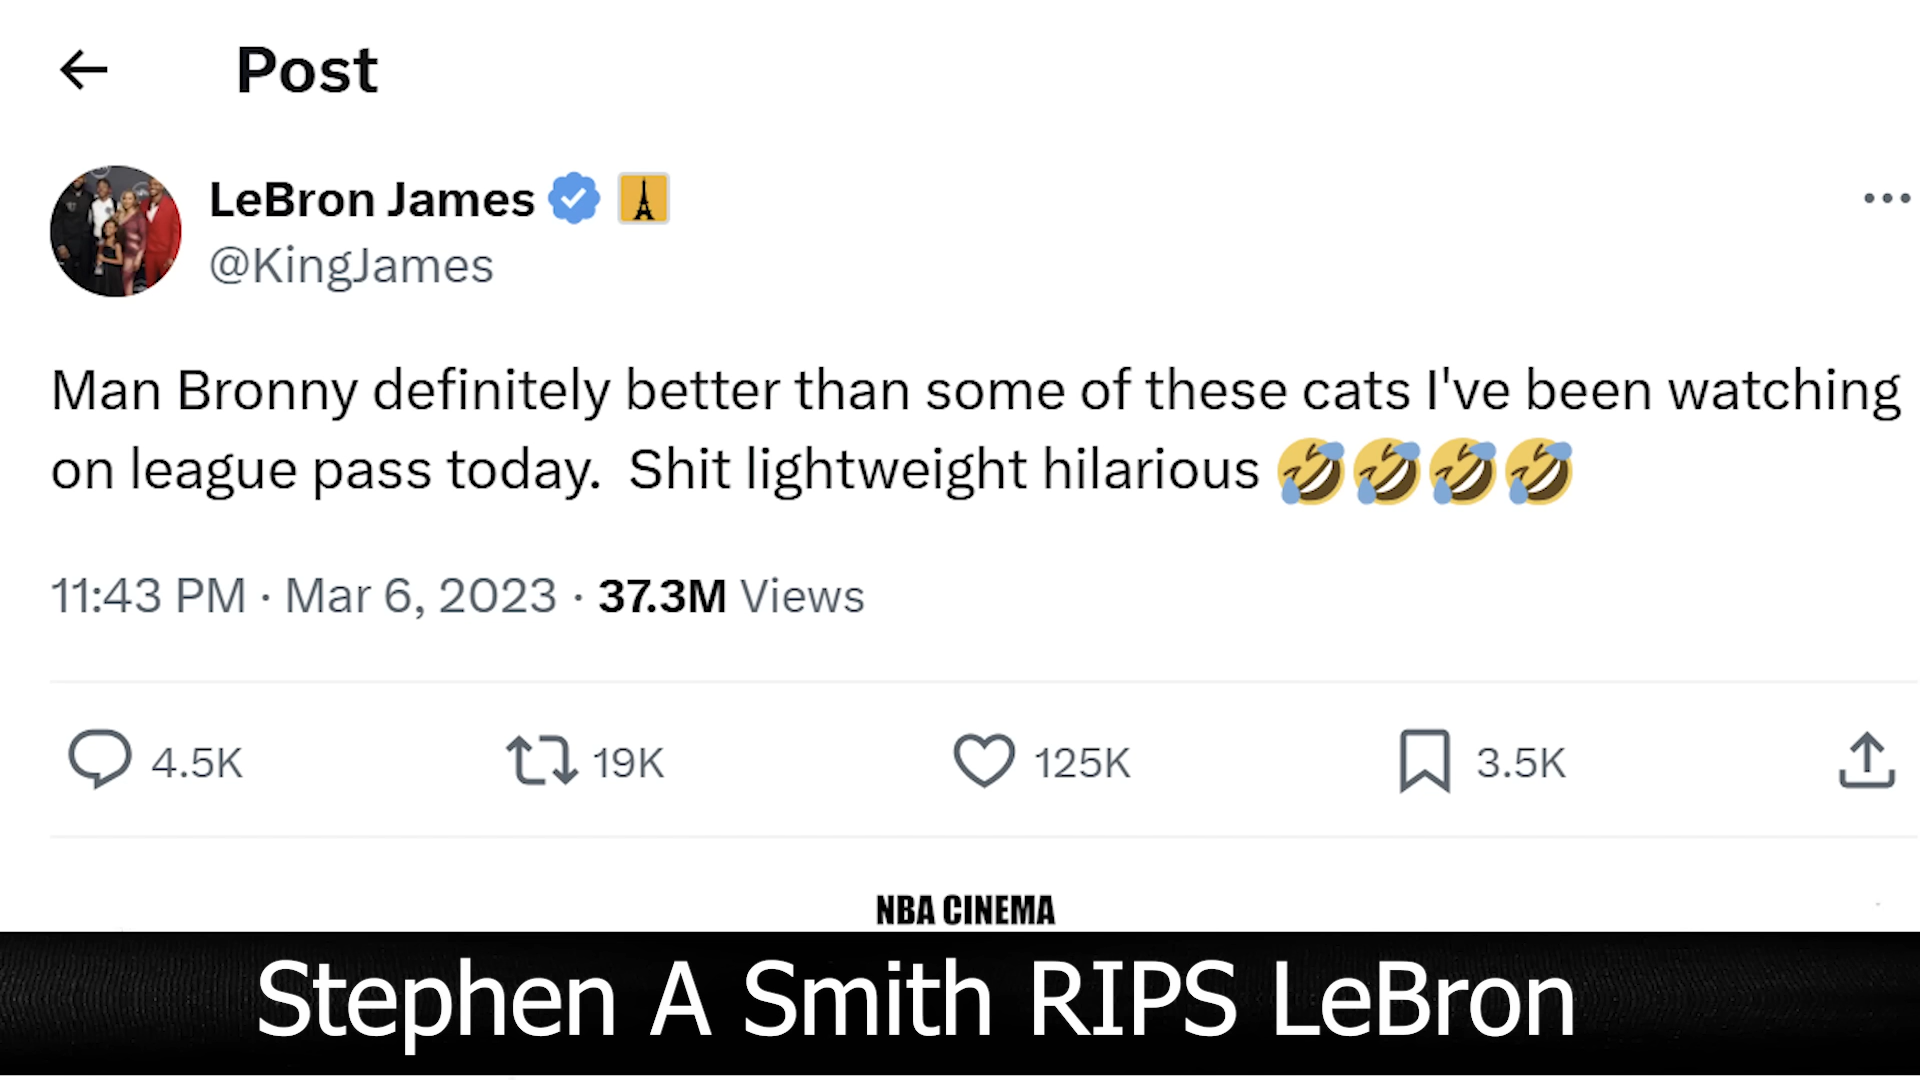 Post
LeBron James
@KingJames
Man Bronny definitely better than some of these cats I've been watching
on league pass today.  Shit lightweight hilarious 🤣🤣🤣🤣
11:43 PM · Mar 6, 2023 · 37.3M Views
4.5K 19K 125K 3.5K
NBA CINEMA
Stephen A Smith RIPS LeBron